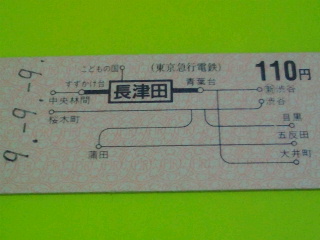 こどもの国
(東京急行電鉄)
110円
すずかけ台
長津田
青葉台
中央林間
新渋谷
渋谷
桜木町
目黒
蒲田
五反田
大井町
9.-9.-9.